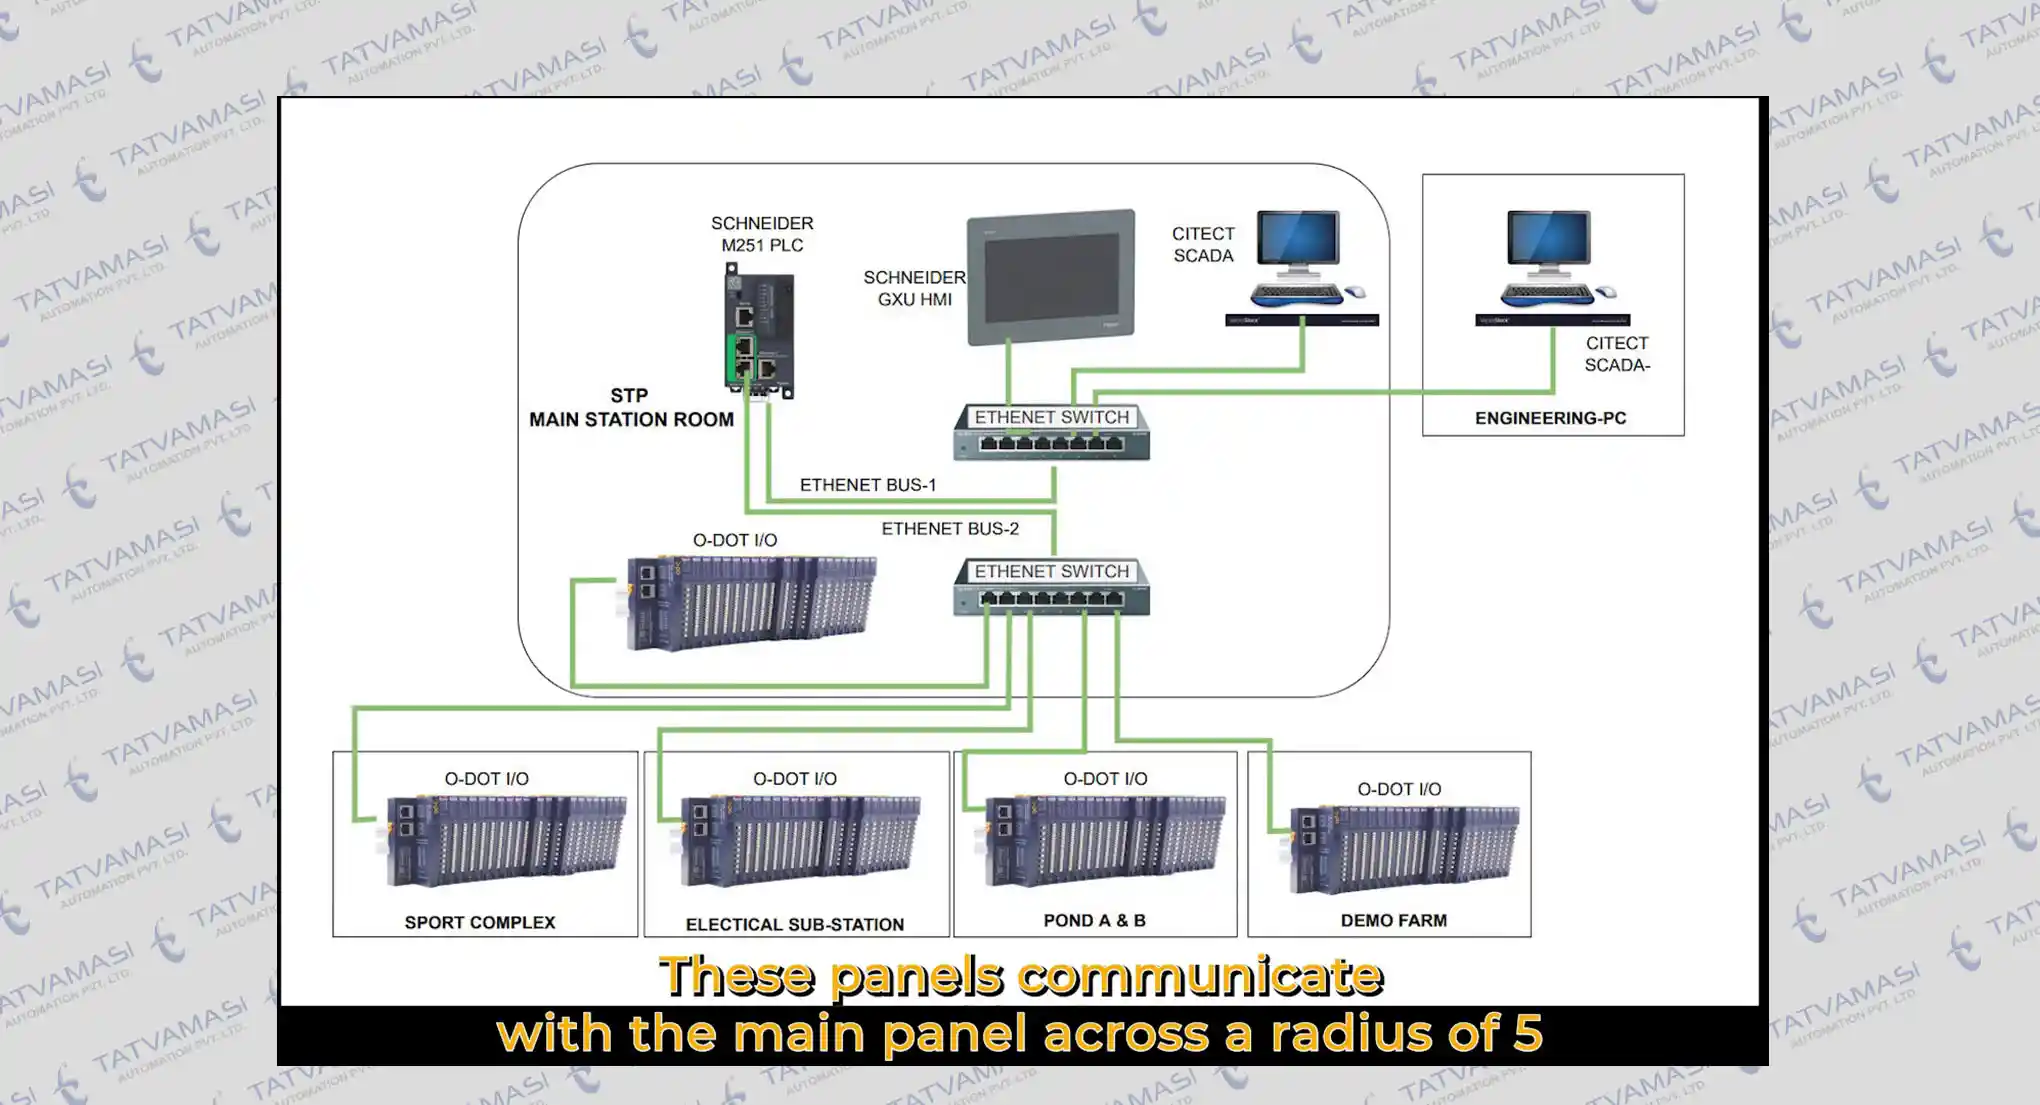 TATVAMASI
AUTOMATION PVT. LTD.
SCHNEIDER
M251 PLC
SCHNEIDER
GXU HMI
CITECT
SCADA
CITECT
SCADA-
ENGINEERING-PC
STP
MAIN STATION ROOM
ETHENET SWITCH
ETHENET BUS-1
ETHENET BUS-2
O-DOT I/O
ETHENET SWITCH
O-DOT I/O
SPORT COMPLEX
O-DOT I/O
ELECTICAL SUB-STATION
O-DOT I/O
POND A & B
O-DOT I/O
DEMO FARM
These panels communicate
with the main panel across a radius of 5